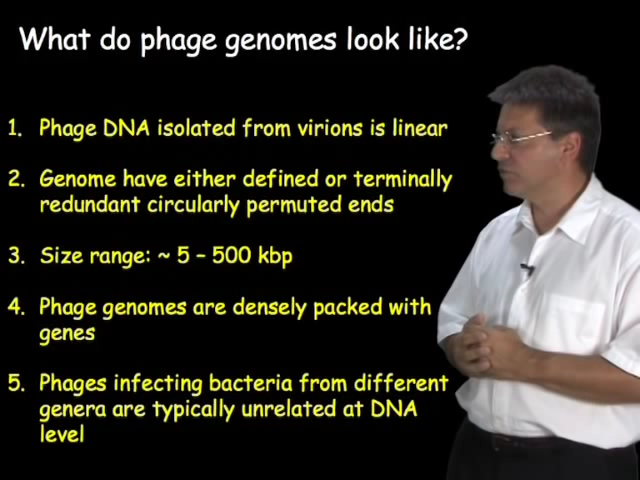 What do phage genomes look like?
1. Phage DNA isolated from virions is linear
2. Genome have either defined or terminally
redundant circularly permuted ends
3. Size range: ~ 5 – 500 kbp
4. Phage genomes are densely packed with
genes
5. Phages infecting bacteria from different
genera are typically unrelated at DNA
level